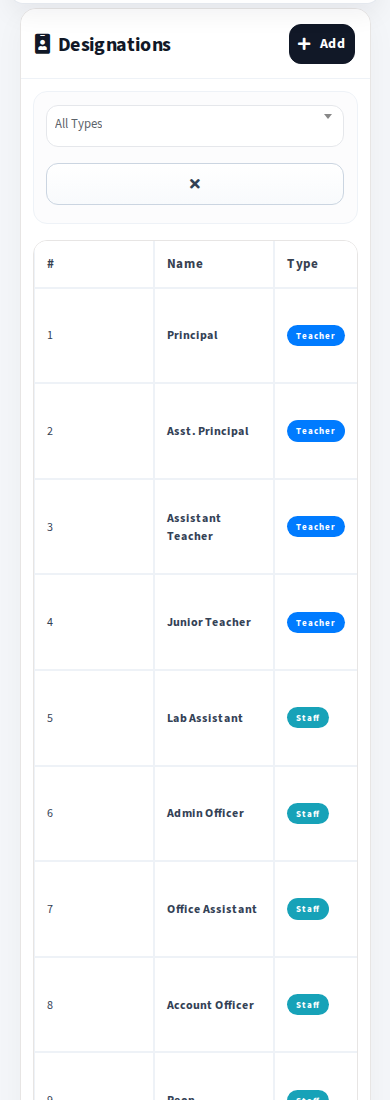 Designations
Add
All Types
# Name Type
1 Principal Teacher
2 Asst. Principal Teacher
3 Assistant Teacher Teacher
4 Junior Teacher Teacher
5 Lab Assistant Staff
6 Admin Officer Staff
7 Office Assistant Staff
8 Account Officer Staff